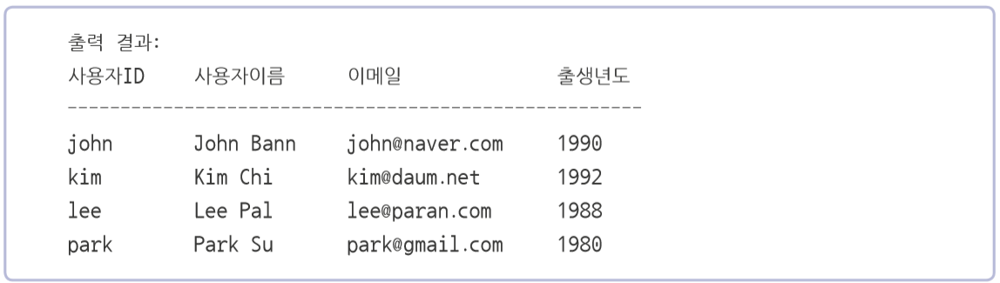 출력 결과:
사용자ID 사용자이름 이메일 출생년도
------------------------------------------------------
john John Bann john@naver.com 1990
kim Kim Chi kim@daum.net 1992
lee Lee Pal lee@paran.com 1988
park Park Su park@gmail.com 1980